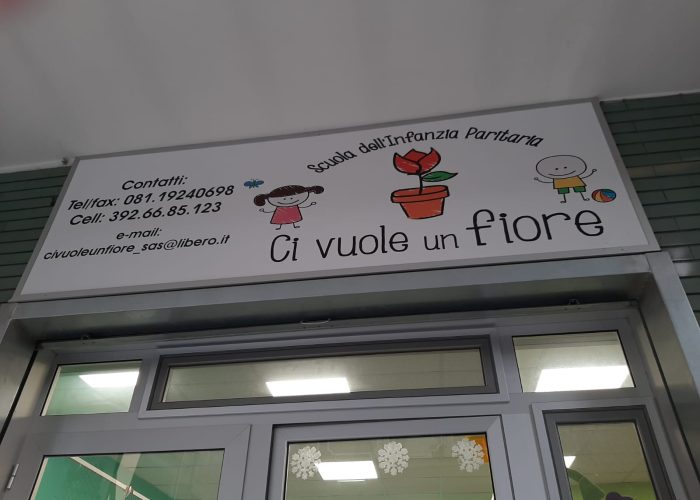 Contatti:
Tel/fax: 081.19240698
Cell: 392.66.85.123
e-mail:
civuoleunfiore_sas@libero.it
Scuola dell'Infanzia Paritaria
Ci vuole un fiore